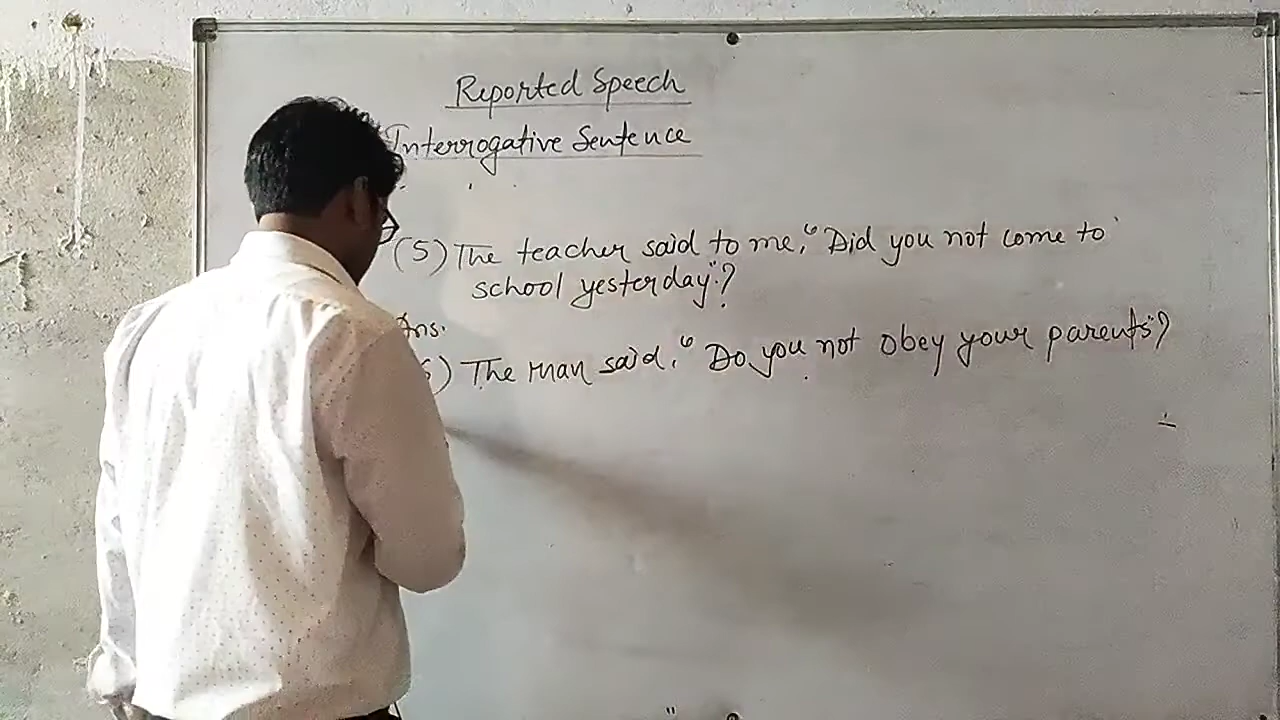 Reported Speech
Interrogative Sentence
(5) The teacher said to me, "Did you not come to
school yesterday"?
Ans.
6) The man said, "Do you not obey your parents"?